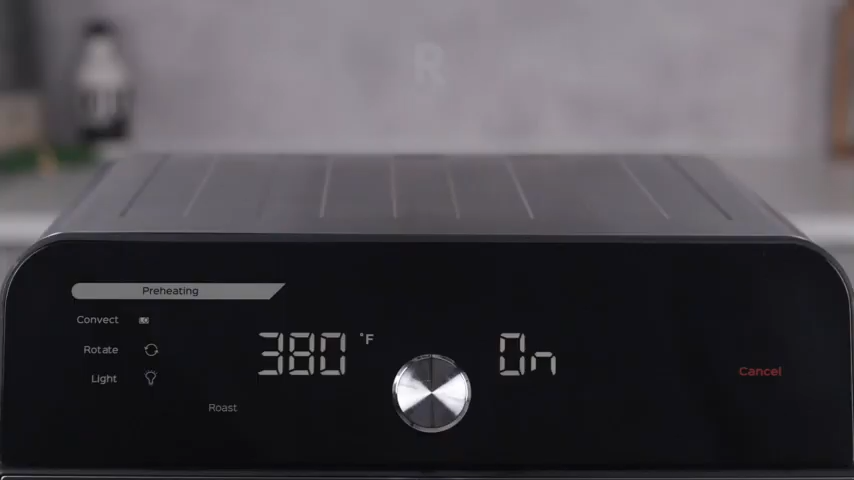 R
Preheating
Convect
Rotate
Light
380 °F
On
Roast
Cancel